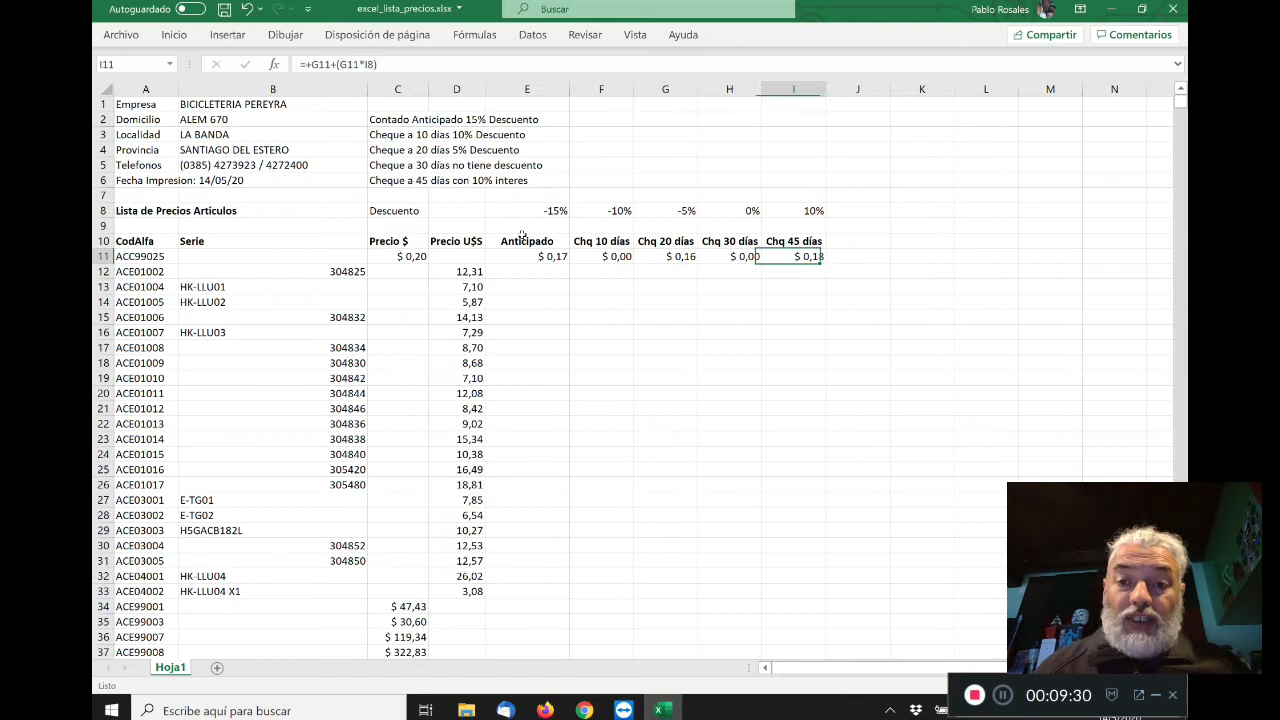 Autoguardado
excel_lista_precios.xlsx
Buscar
Pablo Rosales
Archivo Inicio Insertar Dibujar Disposición de página Fórmulas Datos Revisar Vista Ayuda Compartir Comentarios
I11 fx =+G11+(G11*I8)
A B C D E F G H I J K L M N
1 Empresa BICICLETERIA PEREYRA
2 Domicilio ALEM 670 Contado Anticipado 15% Descuento
3 Localidad LA BANDA Cheque a 10 días 10% Descuento
4 Provincia SANTIAGO DEL ESTERO Cheque a 20 días 5% Descuento
5 Telefonos (0385) 4273923 / 4272400 Cheque a 30 días no tiene descuento
6 Fecha Impresion: 14/05/20 Cheque a 45 días con 10% interes
7
8 Lista de Precios Articulos Descuento -15% -10% -5% 0% 10%
9
10 CodAlfa Serie Precio $ Precio U$S Anticipado Chq 10 días Chq 20 días Chq 30 días Chq 45 días
11 ACC99025 $ 0,20 $ 0,17 $ 0,00 $ 0,16 $ 0,00 $ 0,18
12 ACE01002 304825 12,31
13 ACE01004 HK-LLU01 7,10
14 ACE01005 HK-LLU02 5,87
15 ACE01006 304832 14,13
16 ACE01007 HK-LLU03 7,29
17 ACE01008 304834 8,70
18 ACE01009 304830 8,68
19 ACE01010 304842 7,10
20 ACE01011 304844 12,08
21 ACE01012 304846 8,42
22 ACE01013 304836 9,02
23 ACE01014 304838 15,34
24 ACE01015 304840 10,38
25 ACE01016 305420 16,49
26 ACE01017 305480 18,81
27 ACE03001 E-TG01 7,85
28 ACE03002 E-TG02 6,54
29 ACE03003 H5GACB182L 10,27
30 ACE03004 304852 12,53
31 ACE03005 304850 12,57
32 ACE04001 HK-LLU04 26,02
33 ACE04002 HK-LLU04 X1 3,08
34 ACE99001 $ 47,43
35 ACE99003 $ 30,60
36 ACE99007 $ 119,34
37 ACE99008 $ 322,83
Hoja1
Listo
00:09:30
Escribe aquí para buscar